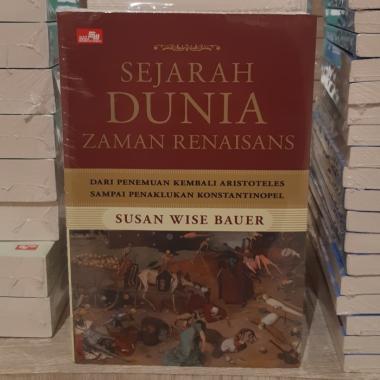 SEJARAH
DUNIA
ZAMAN RENAISANS
DARI PENEMUAN KEMBALI ARISTOTELES
SAMPAI PENAKLUKAN KONSTANTINOPEL
SUSAN WISE BAUER